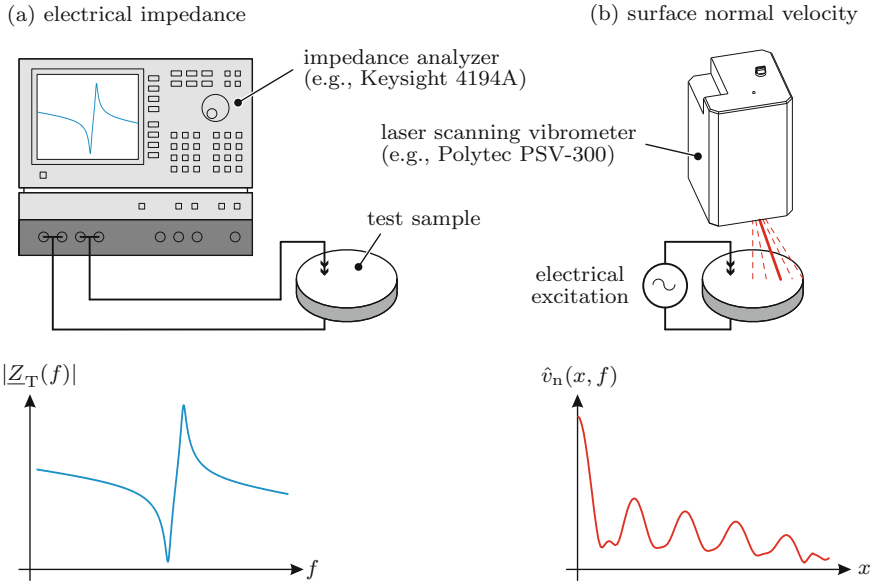 (a) electrical impedance
impedance analyzer
(e.g., Keysight 4194A)
test sample
|Z_T(f)|
f
(b) surface normal velocity
laser scanning vibrometer
(e.g., Polytec PSV-300)
electrical
excitation
v̂_n(x, f)
x